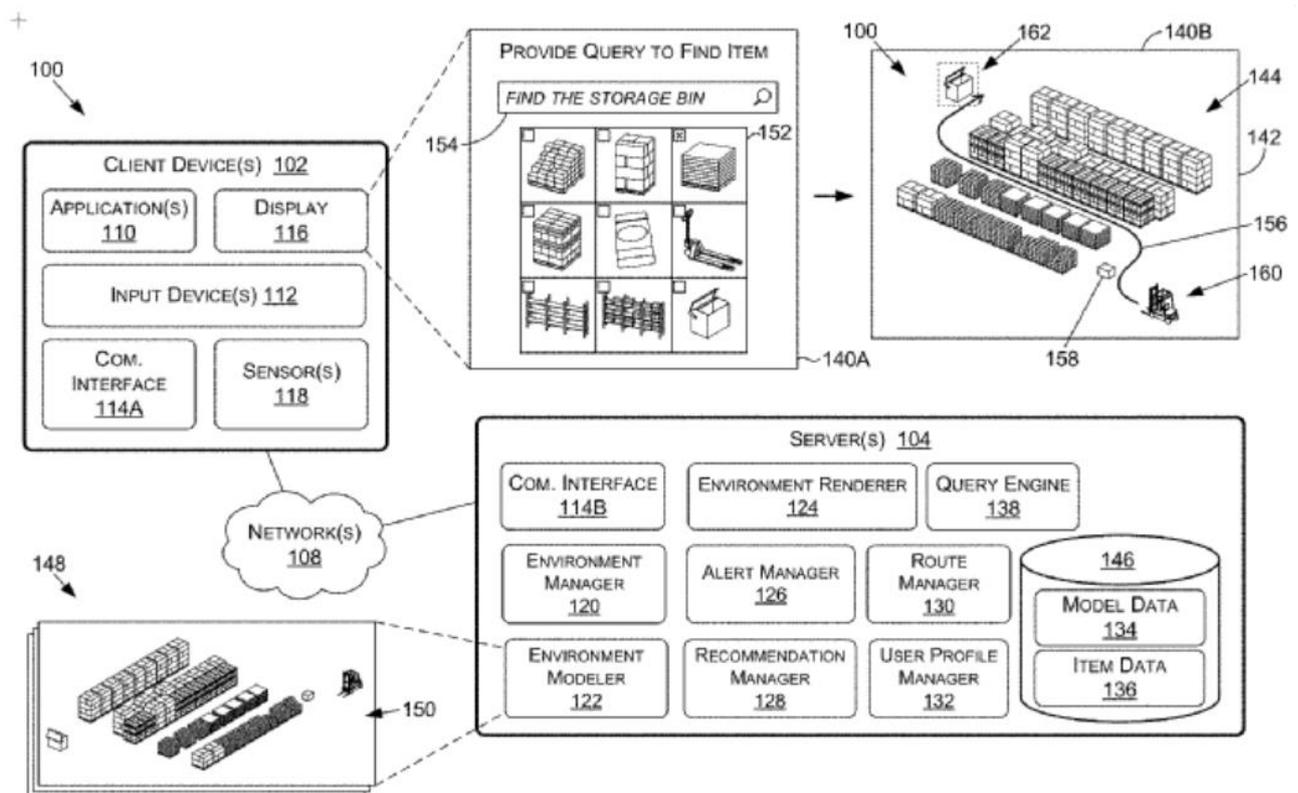 100
CLIENT DEVICE(S) 102
APPLICATION(S)
110
DISPLAY
116
INPUT DEVICE(S) 112
COM.
INTERFACE
114A
SENSOR(S)
118
PROVIDE QUERY TO FIND ITEM
FIND THE STORAGE BIN
154
152
140A
100
162
140B
144
142
156
160
158
NETWORK(S)
108
SERVER(S) 104
COM. INTERFACE
114B
ENVIRONMENT RENDERER
124
QUERY ENGINE
138
ENVIRONMENT
MANAGER
120
ALERT MANAGER
126
ROUTE
MANAGER
130
146
MODEL DATA
134
ITEM DATA
136
ENVIRONMENT
MODELER
122
RECOMMENDATION
MANAGER
128
USER PROFILE
MANAGER
132
148
150